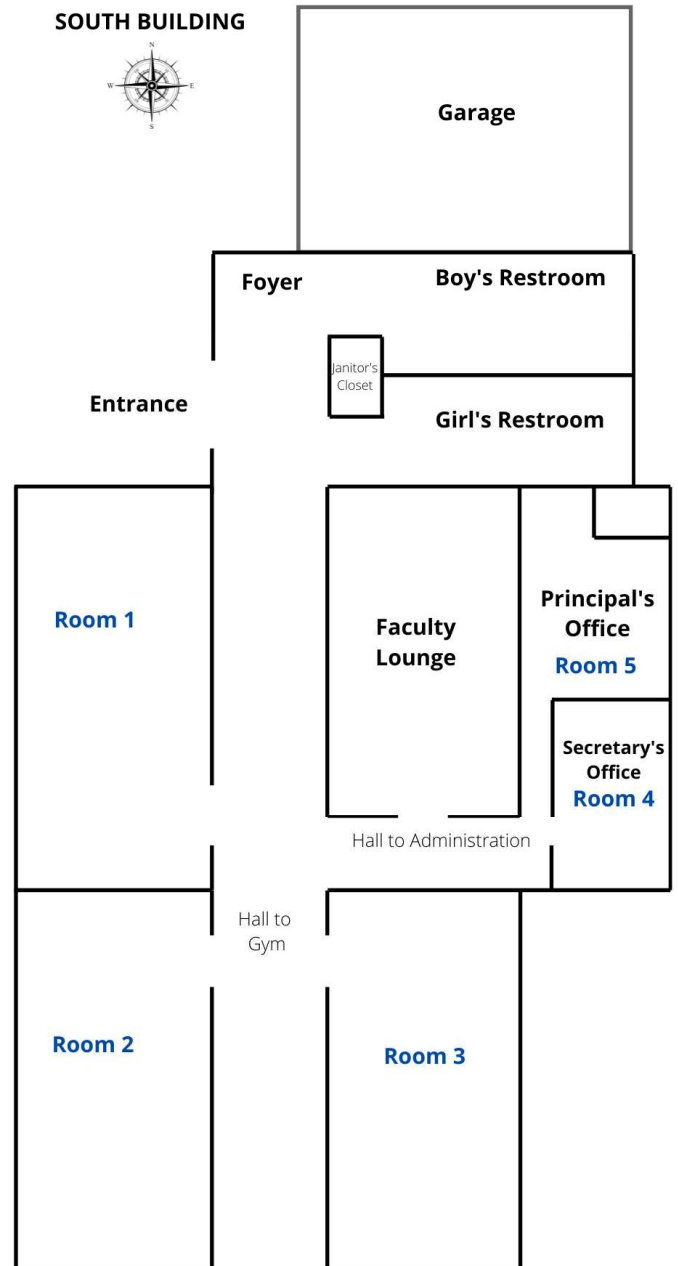 SOUTH BUILDING
N
W
E
S
Garage
Foyer
Boy's Restroom
Janitor's
Closet
Entrance
Girl's Restroom
Room 1
Faculty
Lounge
Principal's
Office
Room 5
Secretary's
Office
Room 4
Hall to Administration
Hall to
Gym
Room 2
Room 3